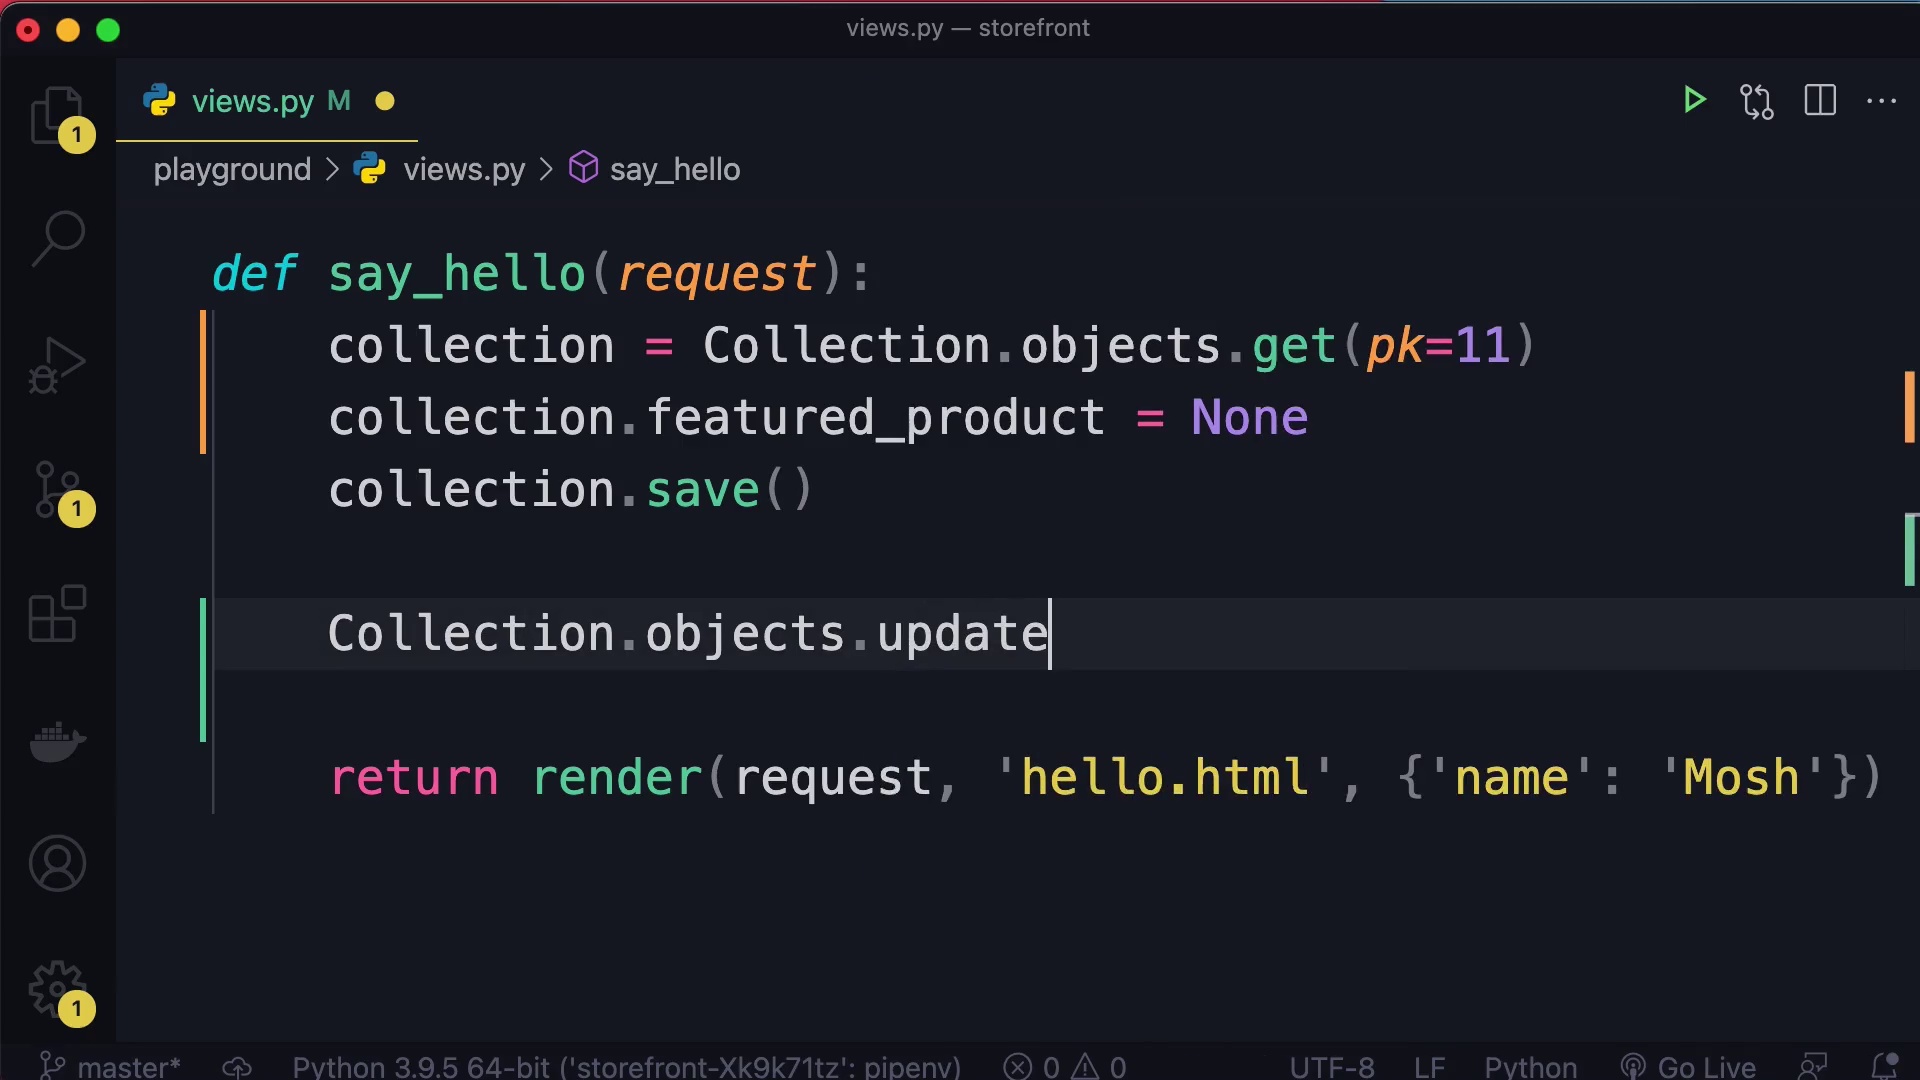 views.py — storefront
views.py M
1
playground > views.py > say_hello
def say_hello(request):
collection = Collection.objects.get(pk=11)
collection.featured_product = None
collection.save()
1
Collection.objects.update
return render(request, 'hello.html', {'name': 'Mosh'})
1
master* Python 3.9.5 64-bit ('storefront-Xk9k71tz': pipenv) 0 0 UTF-8 LF Python Go Live